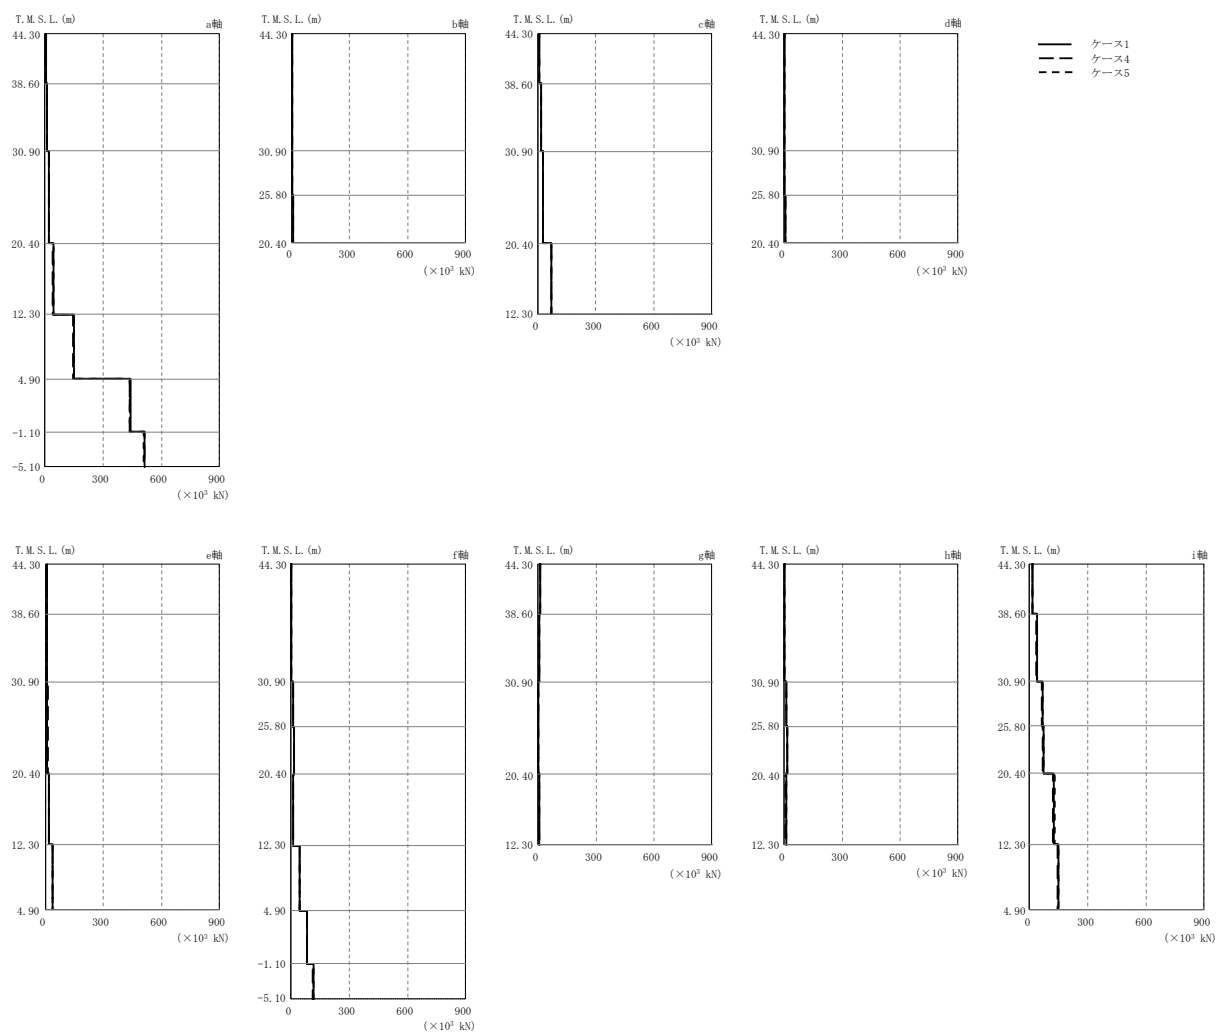 T.M.S.L.(m) a軸
44.30
38.60
30.90
20.40
12.30
4.90
-1.10
-5.10
0 300 600 900
(×10³ kN)
T.M.S.L.(m) b軸
44.30
30.90
25.80
20.40
0 300 600 900
(×10³ kN)
T.M.S.L.(m) c軸
44.30
38.60
30.90
20.40
12.30
0 300 600 900
(×10³ kN)
T.M.S.L.(m) d軸
44.30
30.90
25.80
20.40
0 300 600 900
(×10³ kN)
ケース1
ケース4
ケース5
T.M.S.L.(m) e軸
44.30
38.60
30.90
20.40
12.30
4.90
0 300 600 900
(×10³ kN)
T.M.S.L.(m) f軸
44.30
30.90
25.80
20.40
12.30
4.90
-1.10
-5.10
0 300 600 900
(×10³ kN)
T.M.S.L.(m) g軸
44.30
38.60
30.90
20.40
12.30
0 300 600 900
(×10³ kN)
T.M.S.L.(m) h軸
44.30
30.90
25.80
20.40
12.30
0 300 600 900
(×10³ kN)
T.M.S.L.(m) i軸
44.30
38.60
30.90
25.80
20.40
12.30
4.90
0 300 600 900
(×10³ kN)